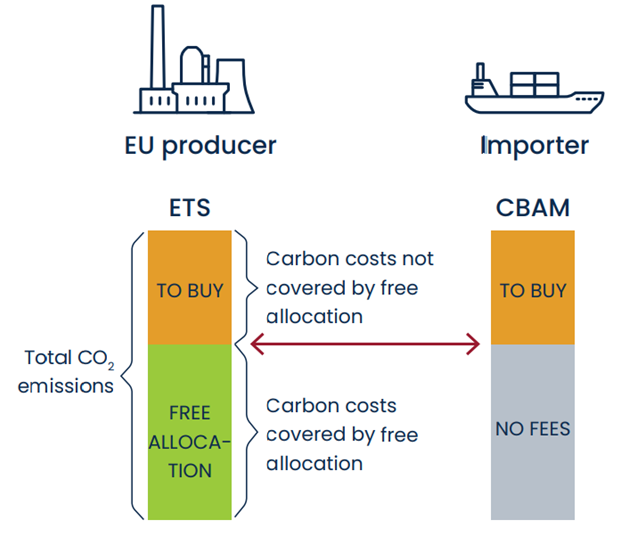 EU producer
Importer
ETS
CBAM
TO BUY
Carbon costs not
covered by free
allocation
TO BUY
Total CO₂
emissions
FREE
ALLOCA-
TION
Carbon costs
covered by free
allocation
NO FEES